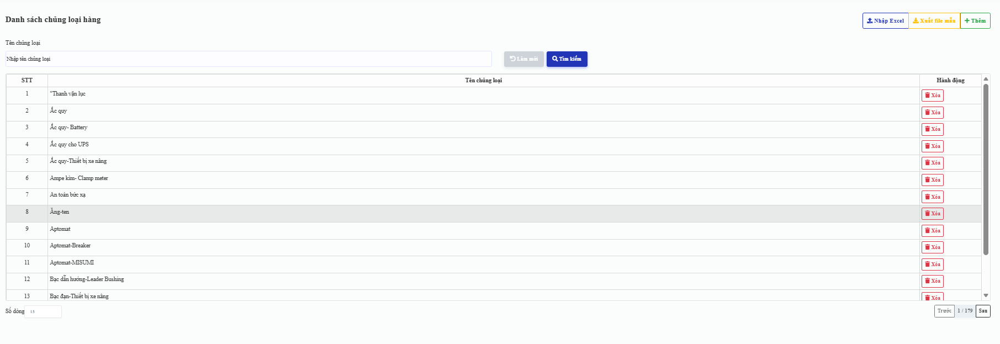 Danh sách chủng loại hàng
Nhập Excel Xuất file mẫu Thêm
Tên chủng loại
Nhập tên chủng loại Làm mới Tìm kiếm
STT Tên chủng loại Hành động
1 "Thanh vặn lục Xóa
2 Ắc quy Xóa
3 Ắc quy- Battery Xóa
4 Ắc quy cho UPS Xóa
5 Ắc quy-Thiết bị xe nâng Xóa
6 Ampe kìm- Clamp meter Xóa
7 An toàn bức xạ Xóa
8 Ăng-ten Xóa
9 Aptomat Xóa
10 Aptomat-Breaker Xóa
11 Aptomat-MISUMI Xóa
12 Bạc dẫn hướng-Leader Bushing Xóa
13 Bạc đạn-Thiết bị xe nâng Xóa
Số dòng 15 Trước 1 / 179 Sau